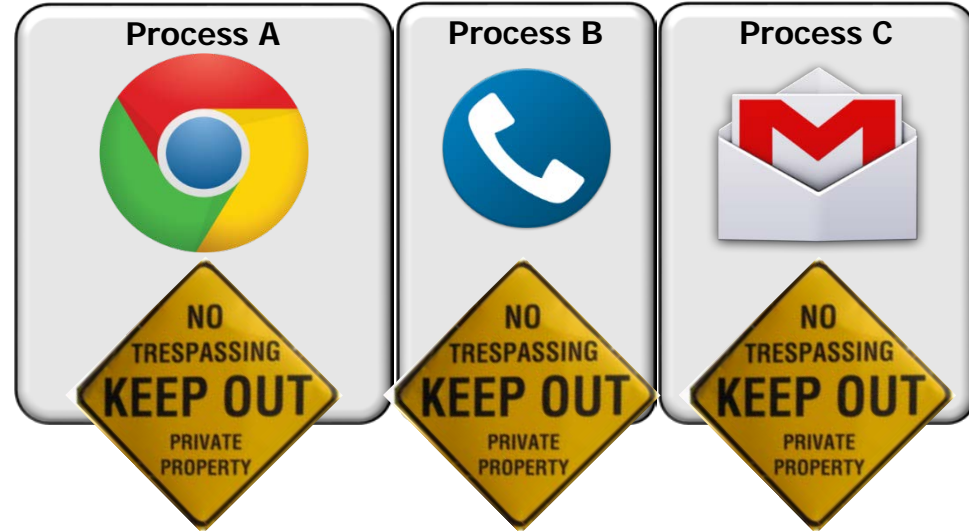 Process A
Process B
Process C
NO
TRESPASSING
KEEP OUT
PRIVATE
PROPERTY
NO
TRESPASSING
KEEP OUT
PRIVATE
PROPERTY
NO
TRESPASSING
KEEP OUT
PRIVATE
PROPERTY